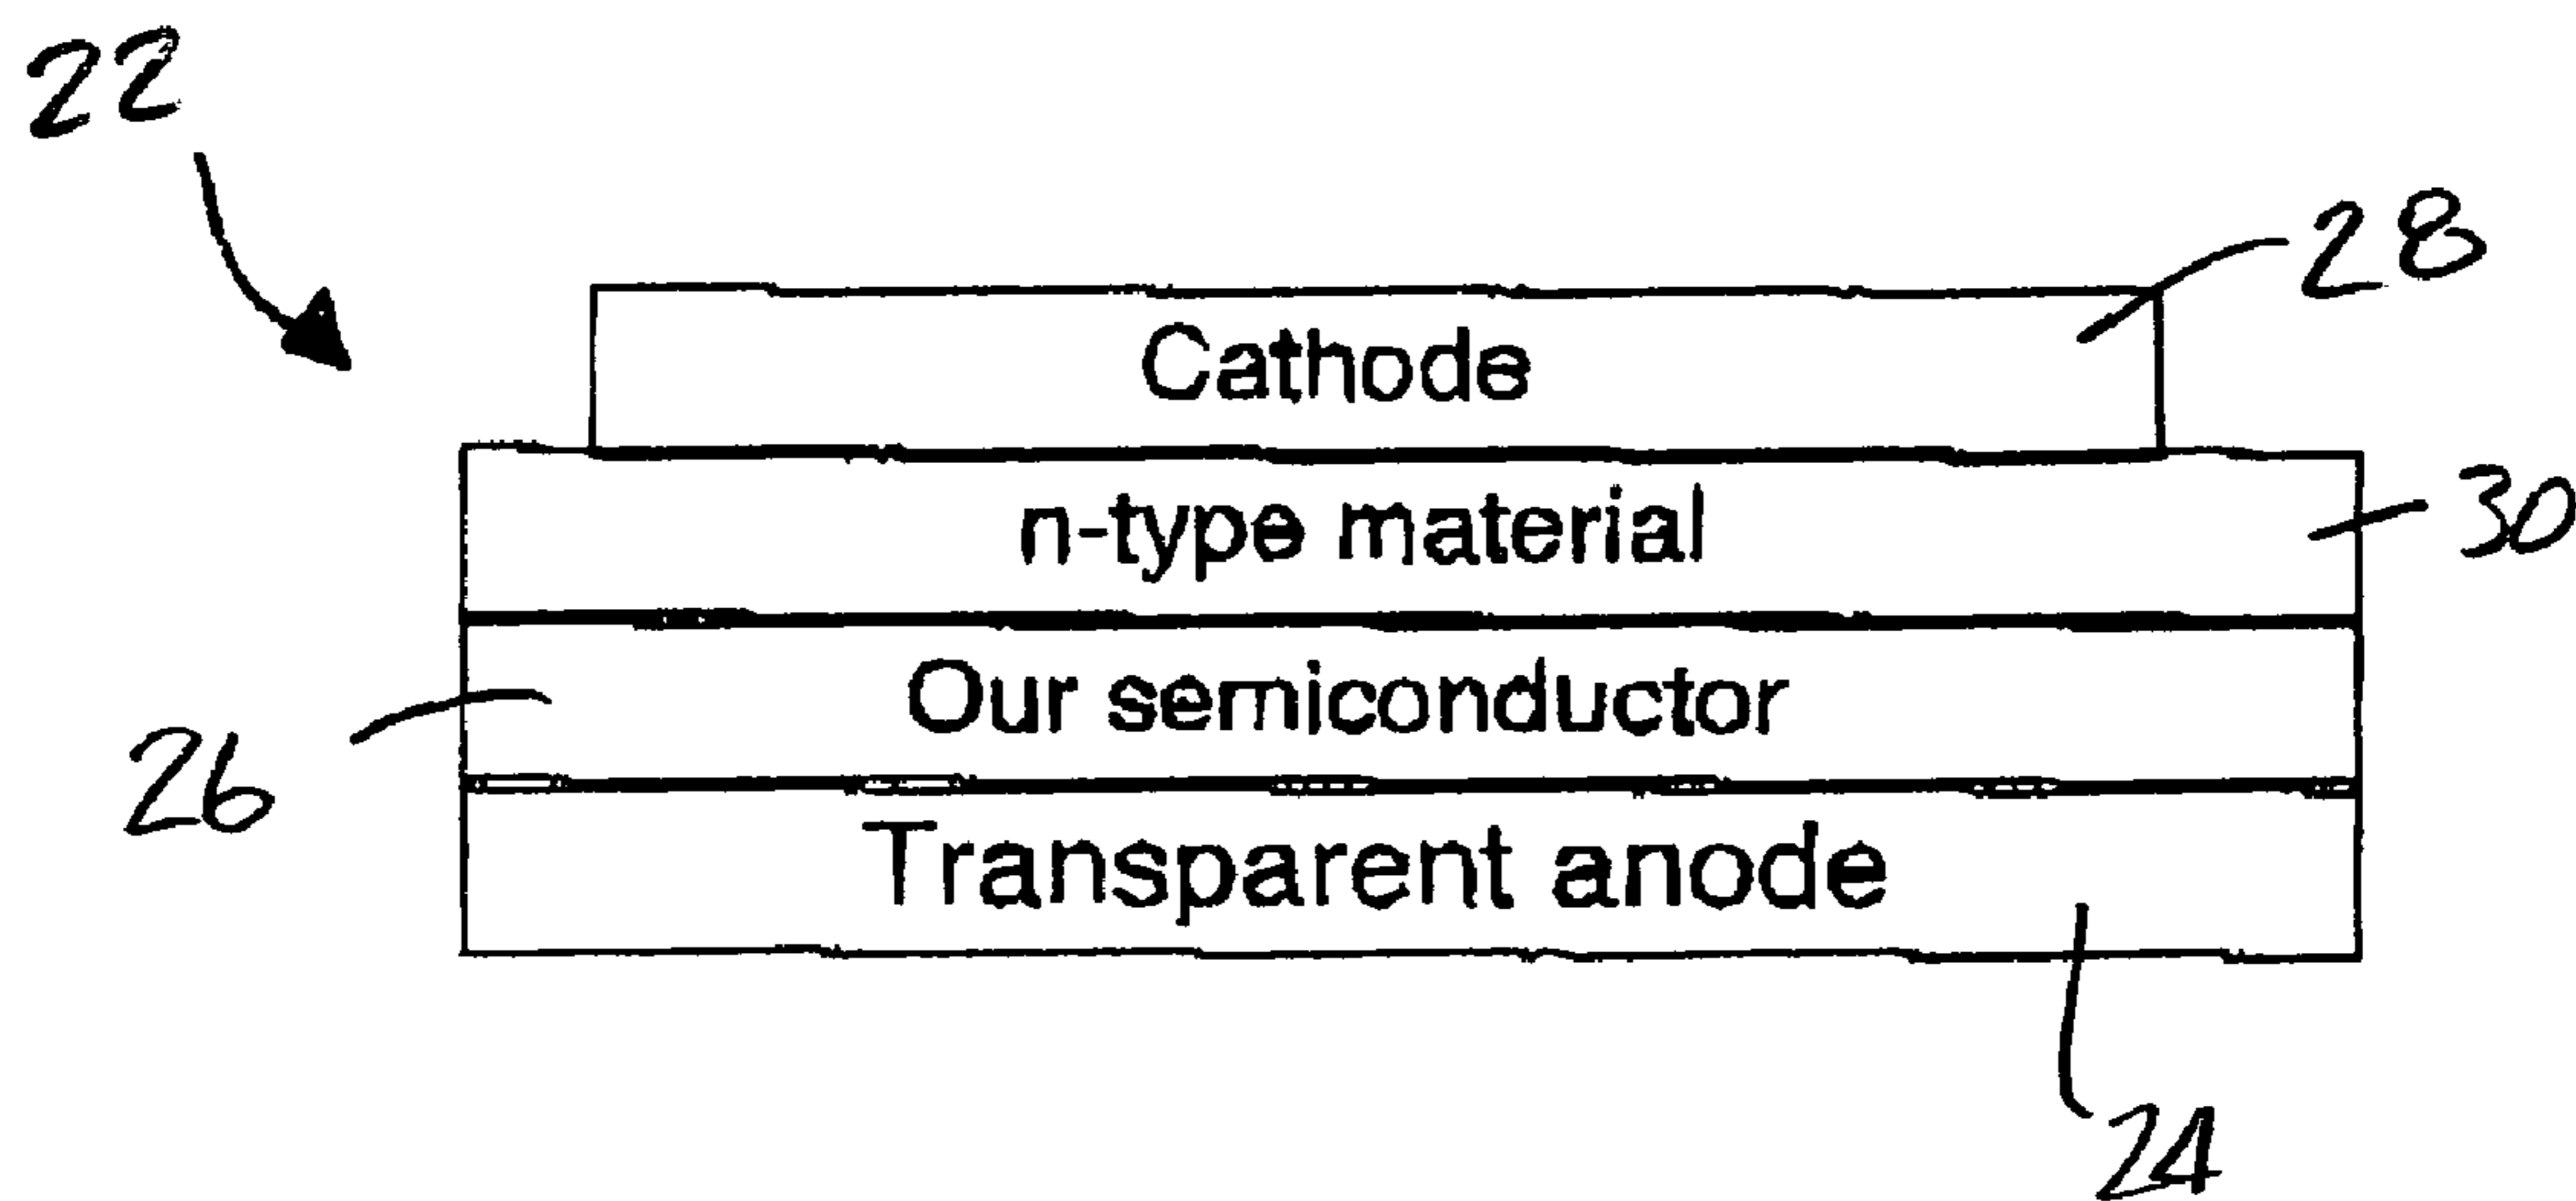 22
28
Cathode
n-type material
30
Our semiconductor
26
Transparent anode
24